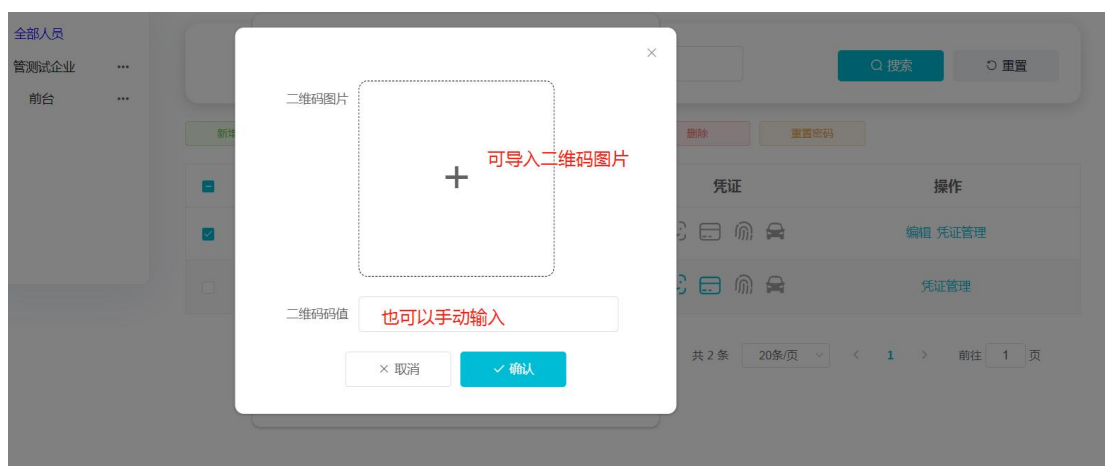 全部人员
管测试企业
前台
搜索
重置
新增
删除
重置密码
凭证
操作
编辑 凭证管理
凭证管理
共 2 条 20条/页 1 前往 1 页
二维码图片
可导入二维码图片
二维码码值
也可以手动输入
取消
确认